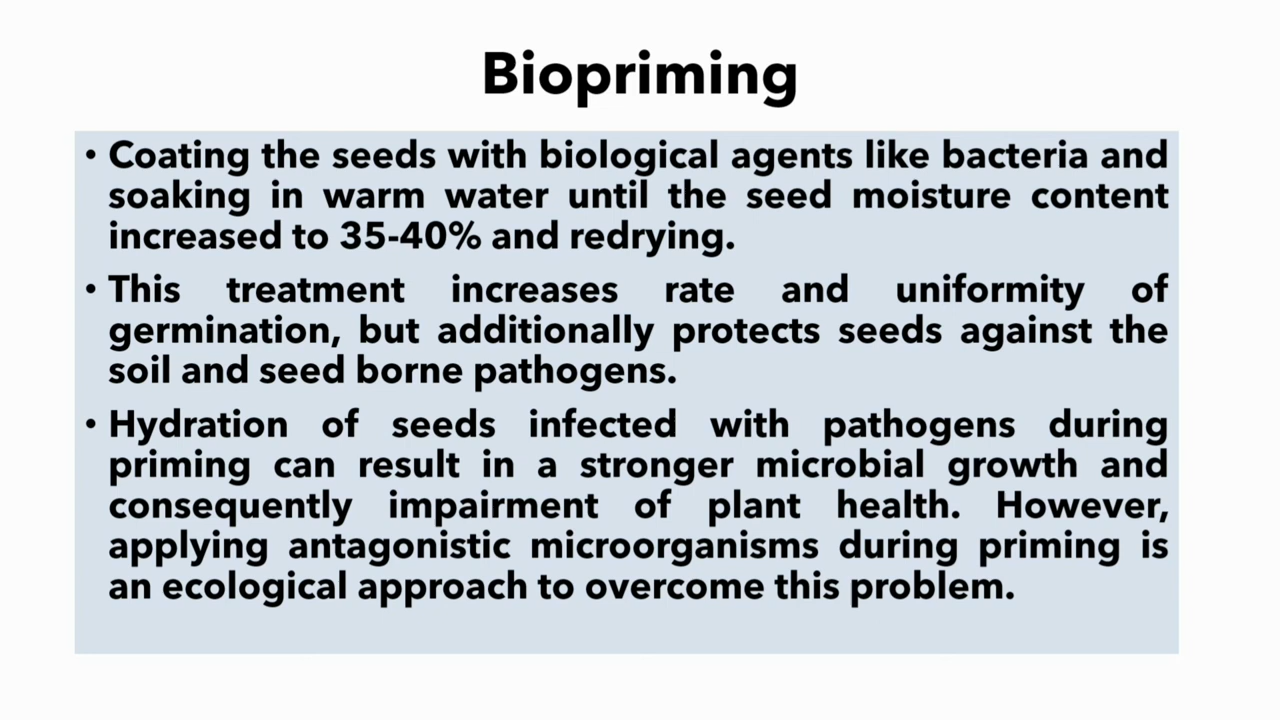 Biopriming
• Coating the seeds with biological agents like bacteria and
soaking in warm water until the seed moisture content
increased to 35-40% and redrying.
• This treatment increases rate and uniformity of
germination, but additionally protects seeds against the
soil and seed borne pathogens.
• Hydration of seeds infected with pathogens during
priming can result in a stronger microbial growth and
consequently impairment of plant health. However,
applying antagonistic microorganisms during priming is
an ecological approach to overcome this problem.